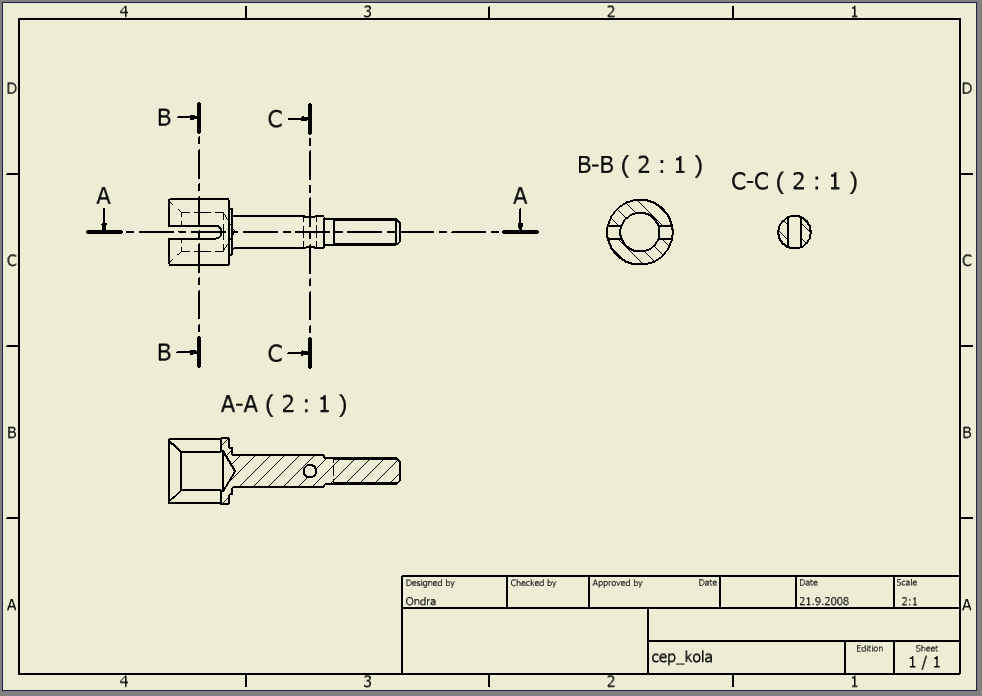 4 3 2 1
D D
B C
B-B ( 2 : 1 )
C-C ( 2 : 1 )
A A
C C
B C
A-A ( 2 : 1 )
B B
Designed by Checked by Approved by Date Date Scale
Ondra 21.9.2008 2:1
A A
Edition Sheet
cep_kola 1 / 1
4 3 2 1